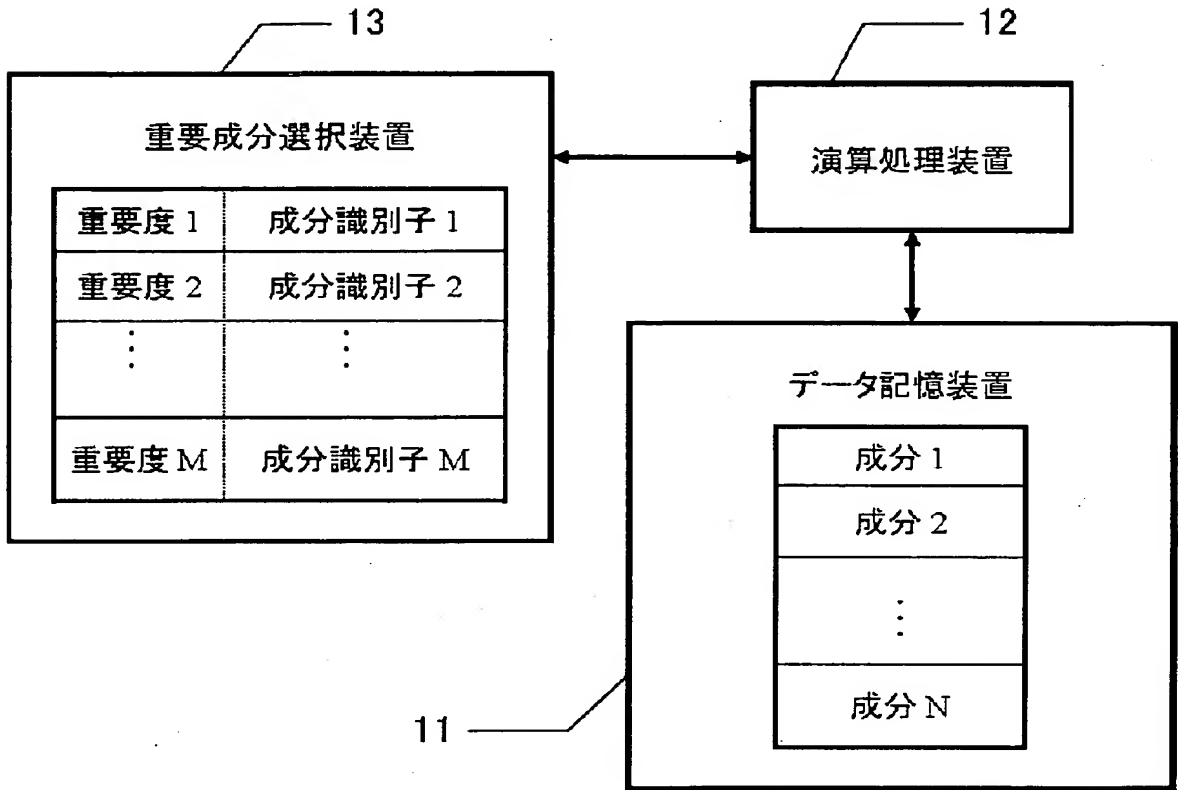 13
重要成分選択装置
重要度 1 成分識別子 1
重要度 2 成分識別子 2
⋮ ⋮
重要度 M 成分識別子 M
12
演算処理装置
データ記憶装置
成分 1
成分 2
⋮
成分 N
11